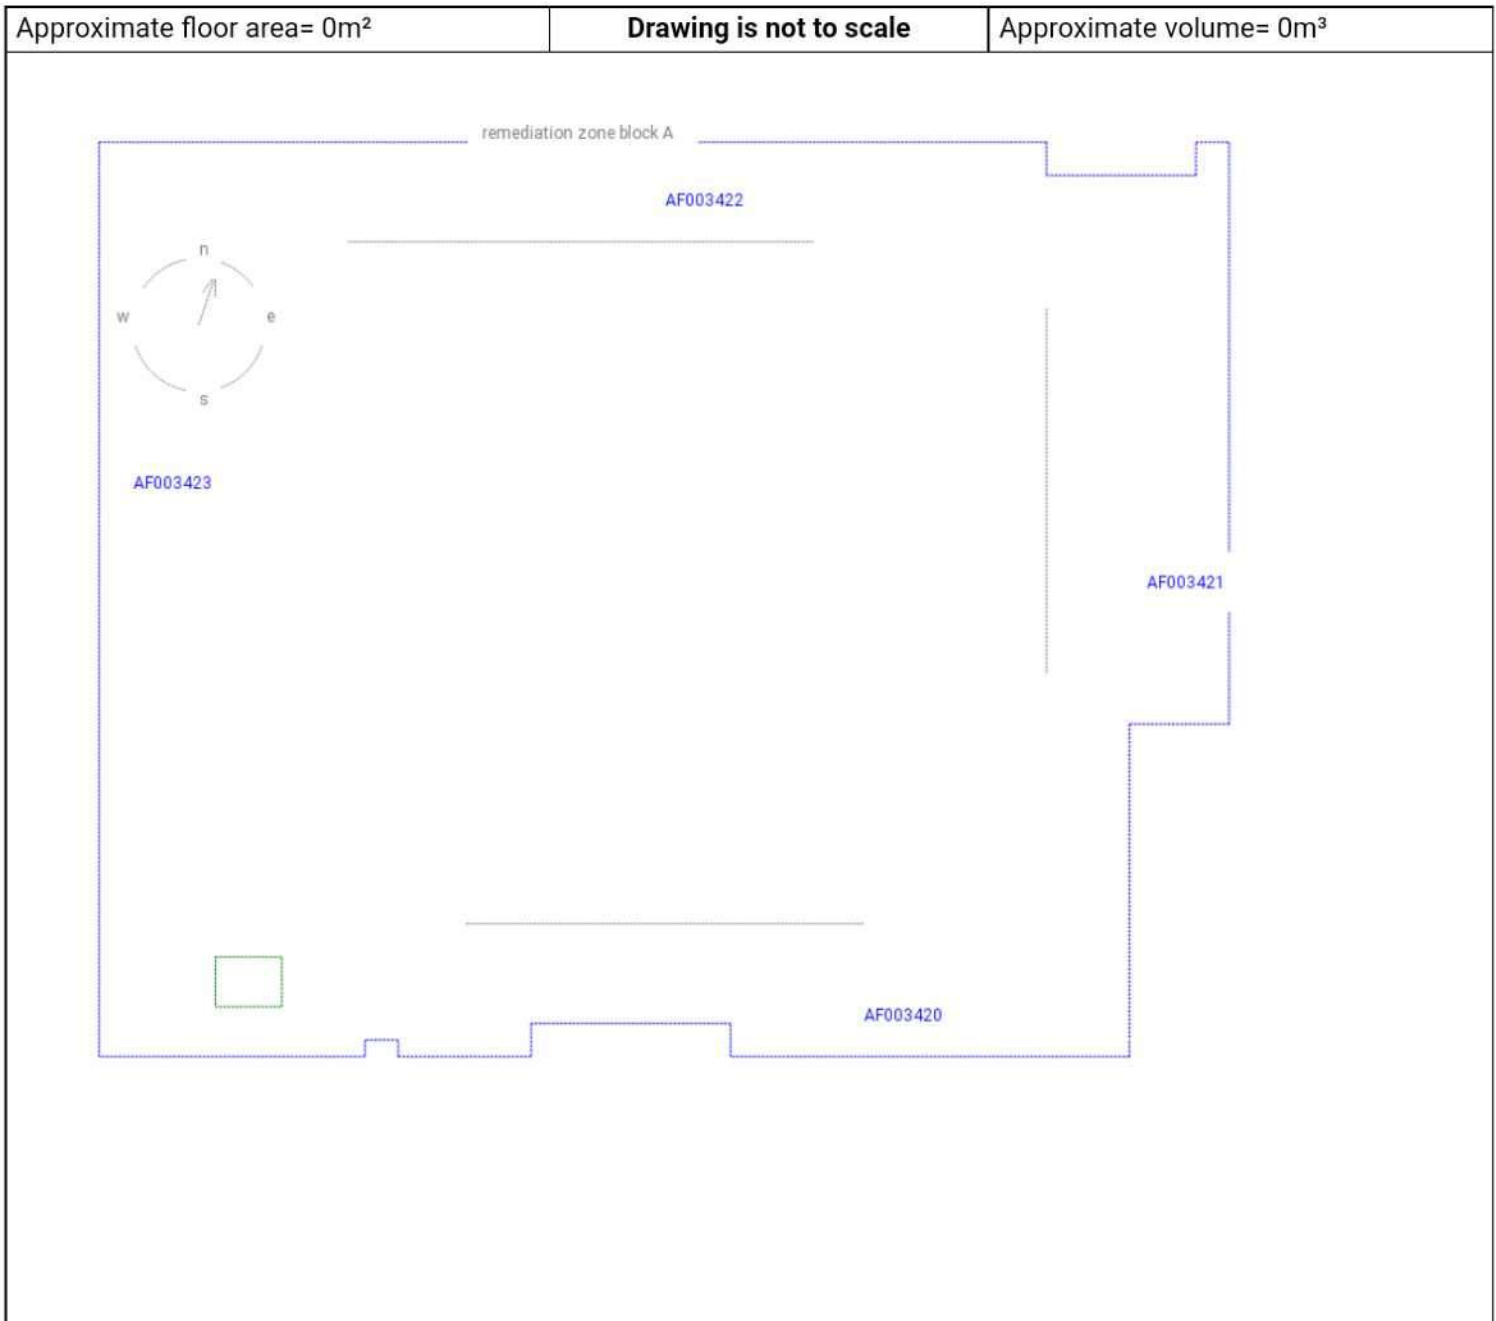 Approximate floor area= 0m²
Drawing is not to scale
Approximate volume= 0m³
remediation zone block A
AF003422
n
w
e
s
AF003423
AF003421
AF003420